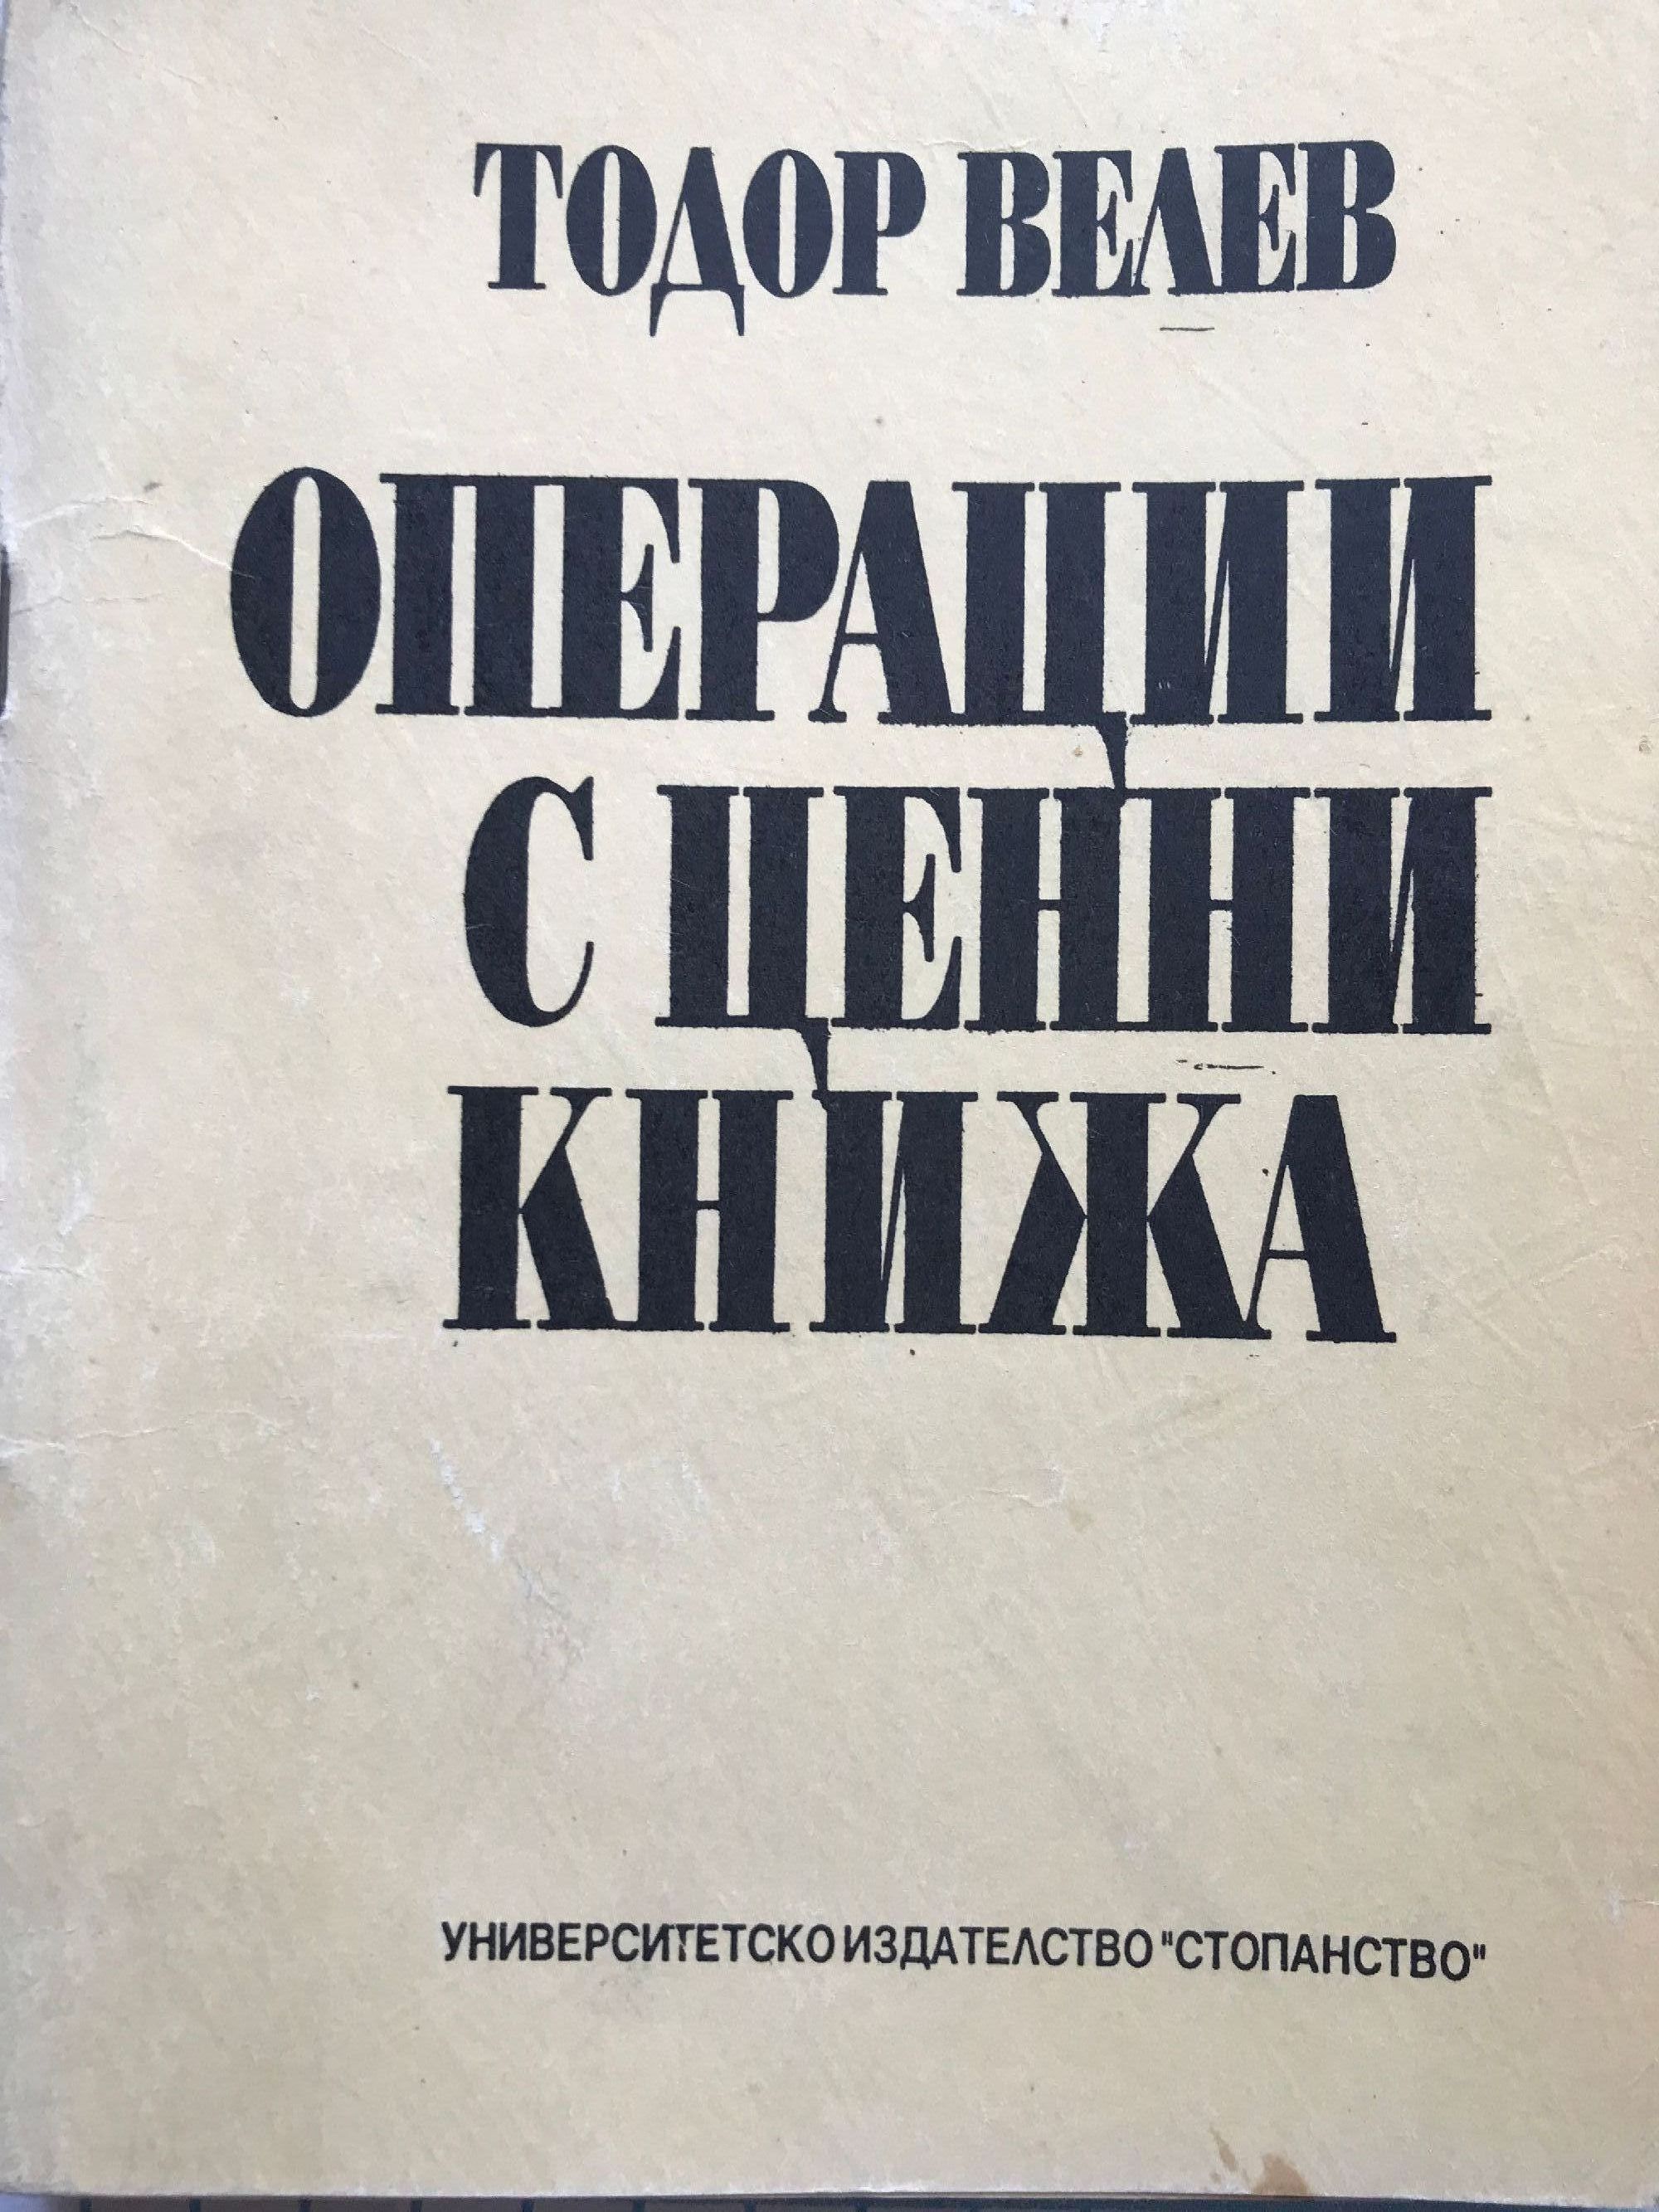 ТОДОР ВЕЛЕВ
ОПЕРАЦИИ
С ЦЕННИ
КНИЖА
УНИВЕРСИТЕТСКО ИЗДАТЕЛСТВО "СТОПАНСТВО"